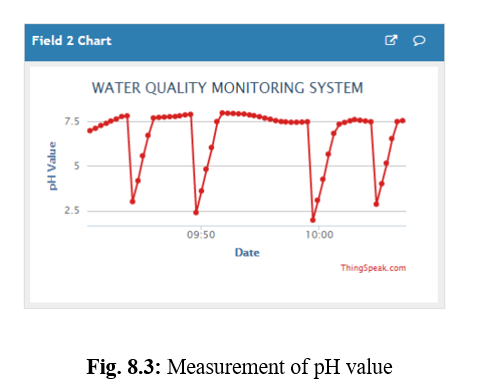 Field 2 Chart
WATER QUALITY MONITORING SYSTEM
pH Value
7.5
5
2.5
09:50
10:00
Date
ThingSpeak.com
Fig. 8.3: Measurement of pH value